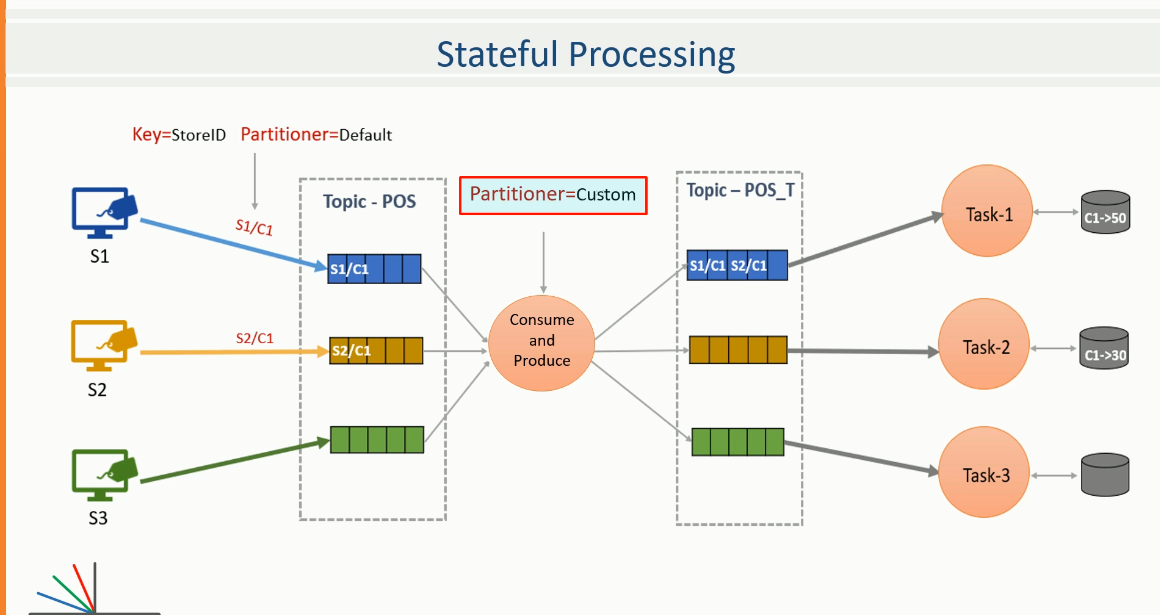 Stateful Processing
Key=StoreID Partitioner=Default
Topic - POS
Partitioner=Custom
Topic – POS_T
S1
S1/C1
S1/C1
S1/C1 S2/C1
Task-1
C1->50
Consume
and
Produce
S2
S2/C1
S2/C1
Task-2
C1->30
S3
Task-3